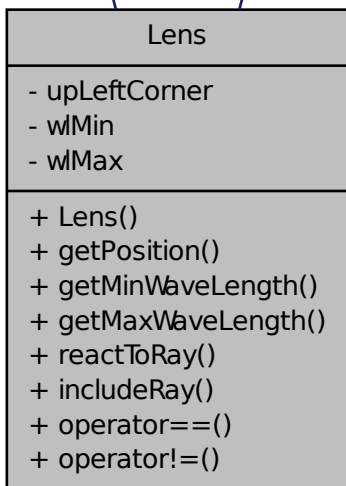 Lens
- upLeftCorner
- wlMin
- wlMax
+ Lens()
+ getPosition()
+ getMinWaveLength()
+ getMaxWaveLength()
+ reactToRay()
+ includeRay()
+ operator==()
+ operator!=()